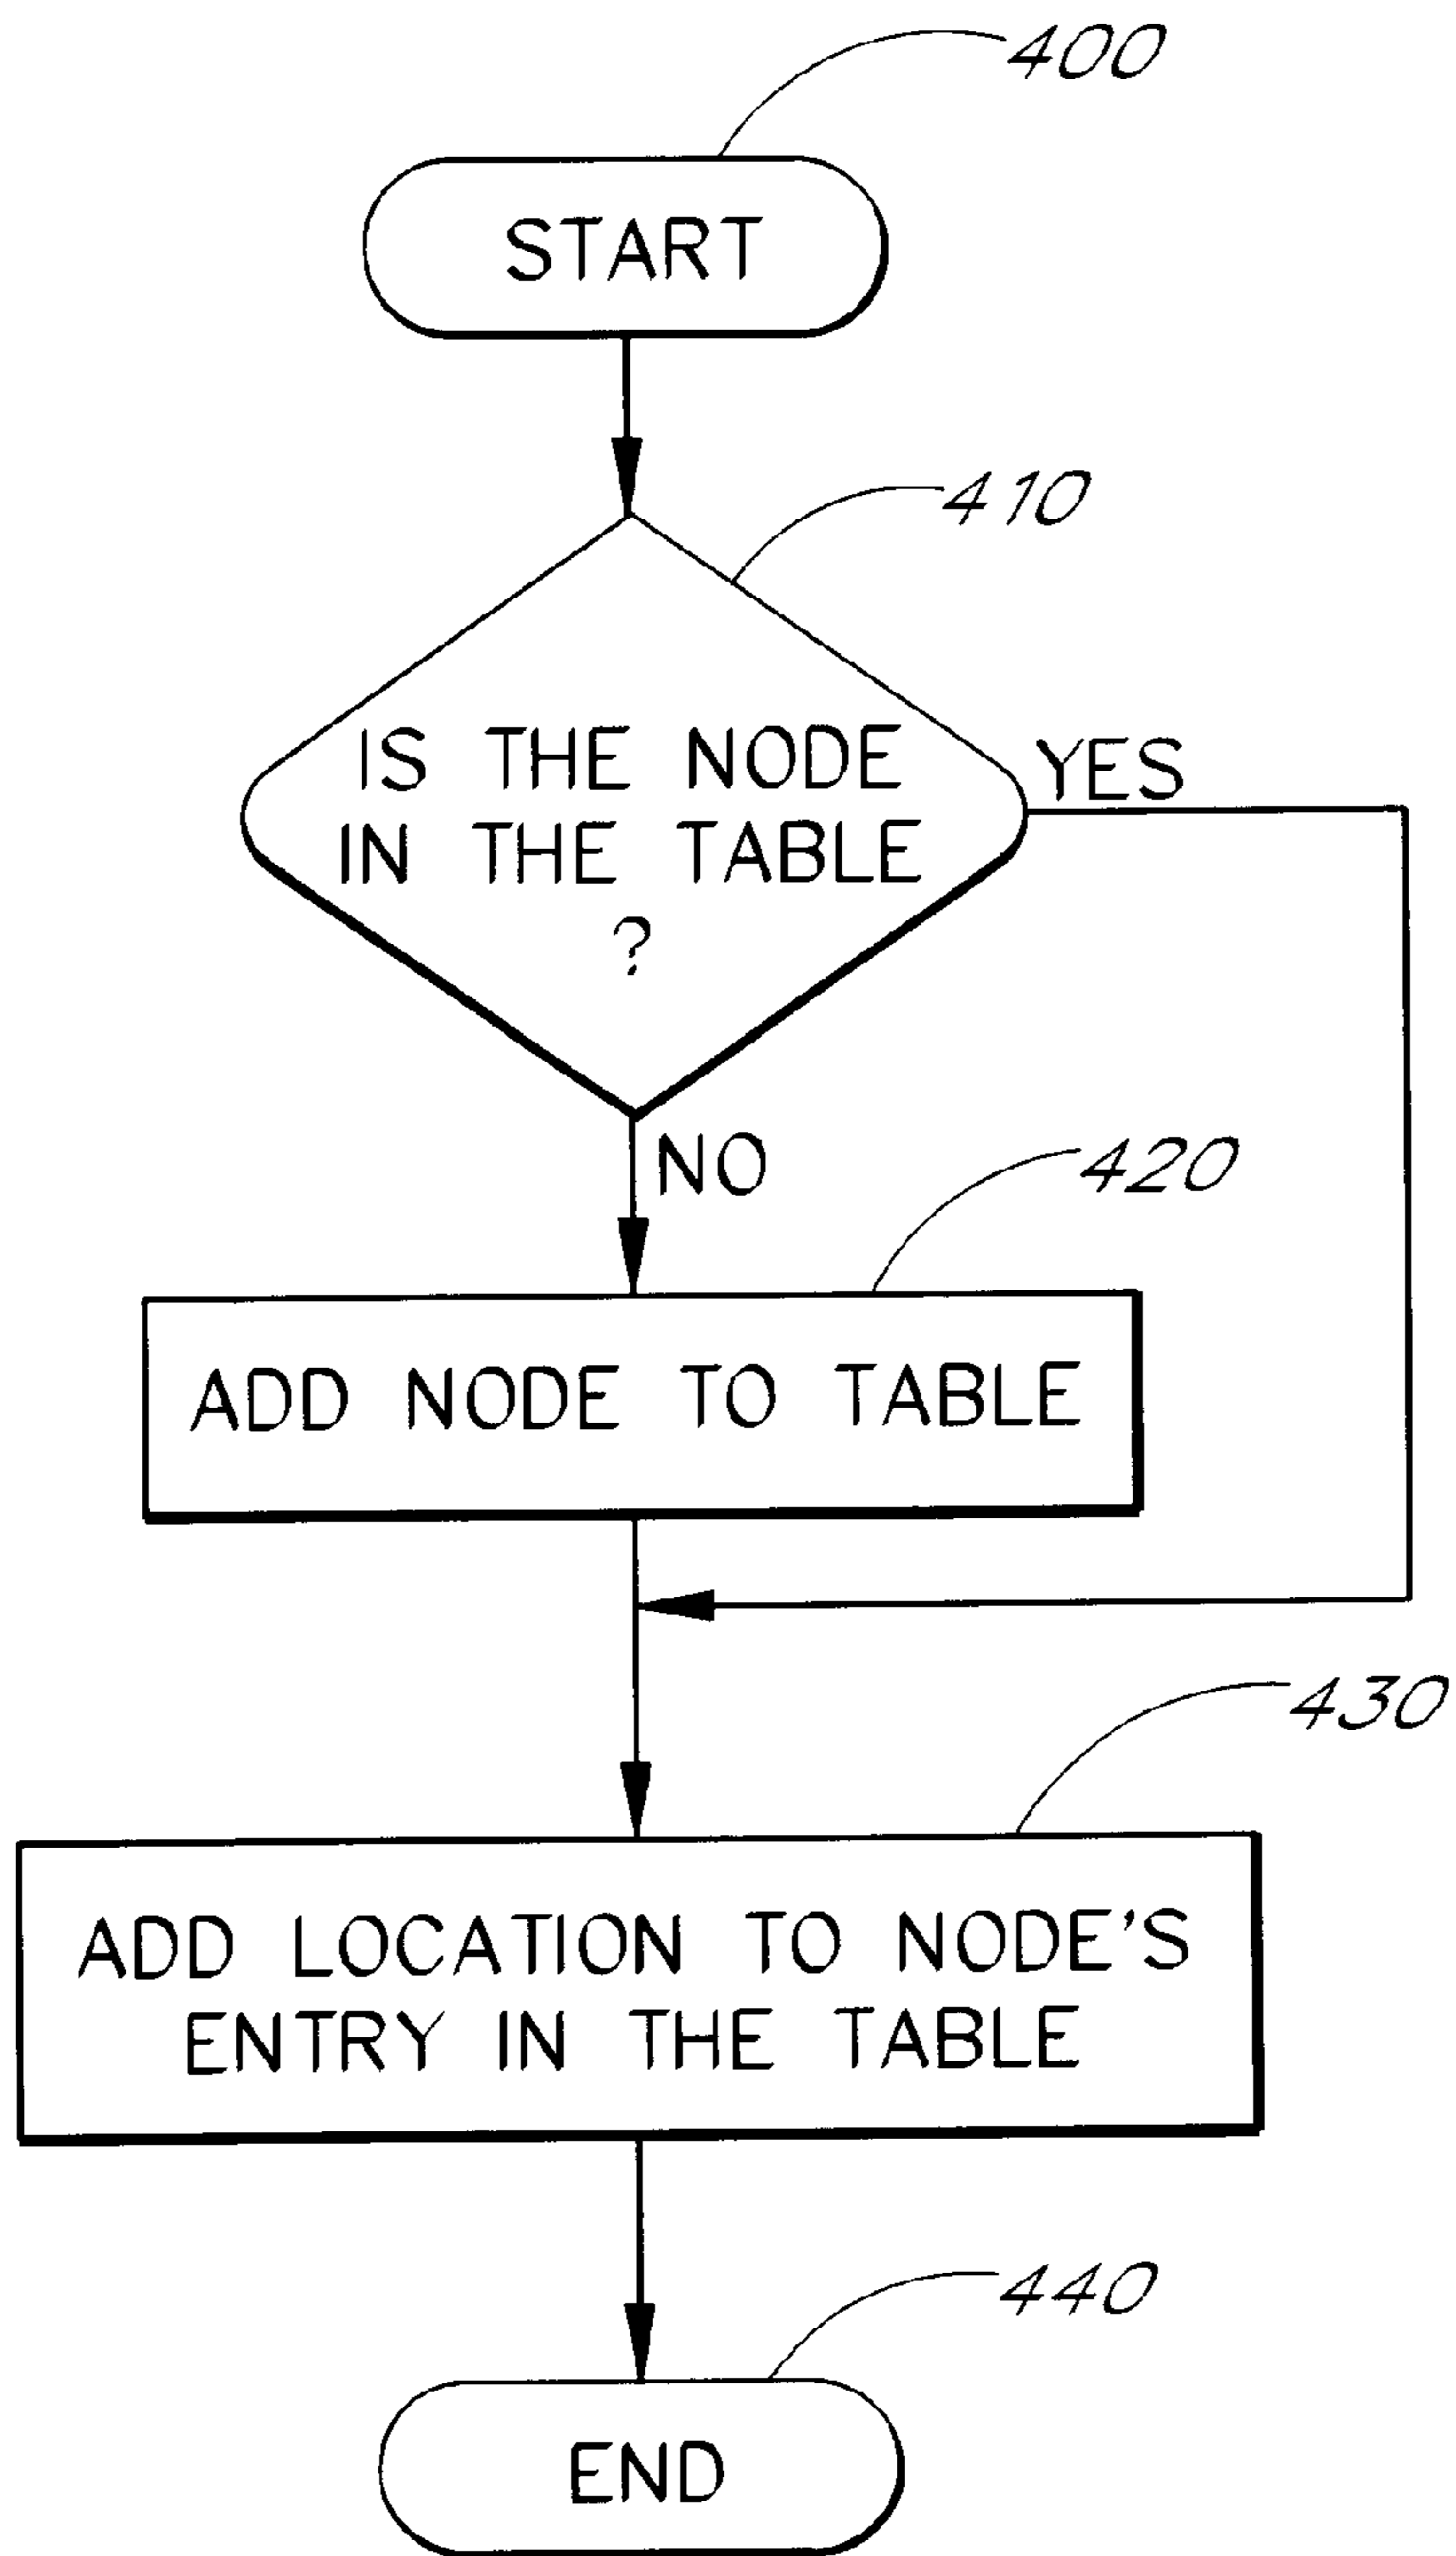 400
START
410
IS THE NODE
IN THE TABLE
?
YES
NO
420
ADD NODE TO TABLE
430
ADD LOCATION TO NODE'S
ENTRY IN THE TABLE
440
END